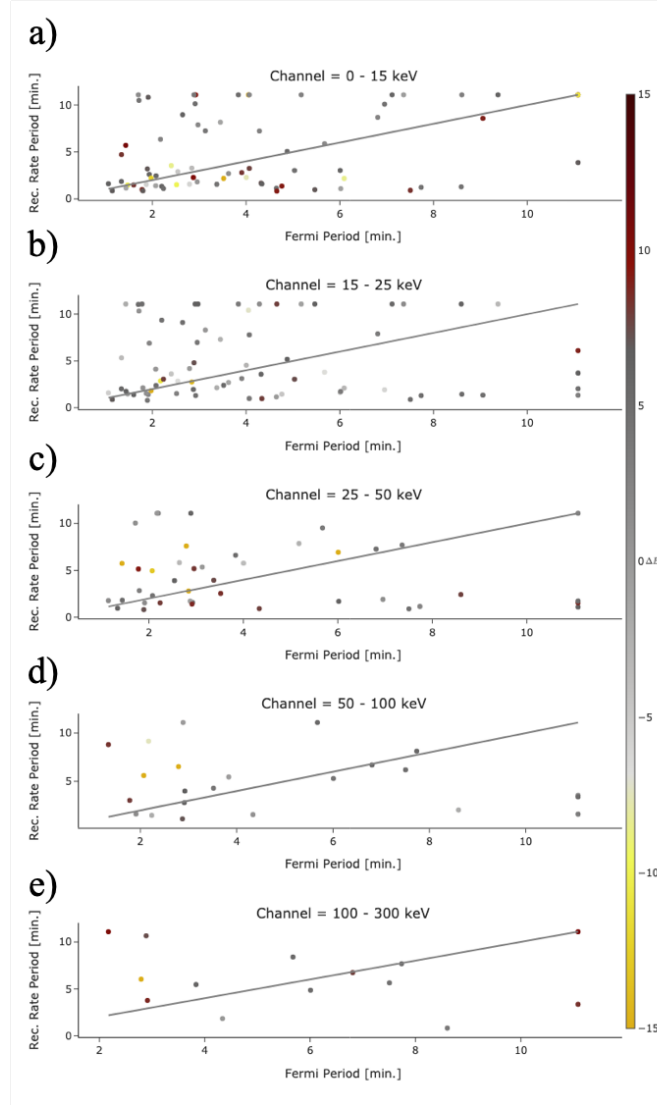 a)
Channel = 0 - 15 keV
Rec. Rate Period [min.]
10
5
0
2 4 6 8 10
Fermi Period [min.]
b)
Channel = 15 - 25 keV
Rec. Rate Period [min.]
10
5
0
2 4 6 8 10
Fermi Period [min.]
c)
Channel = 25 - 50 keV
Rec. Rate Period [min.]
10
5
0
2 4 6 8 10
Fermi Period [min.]
d)
Channel = 50 - 100 keV
Rec. Rate Period [min.]
10
5
2 4 6 8 10
Fermi Period [min.]
e)
Channel = 100 - 300 keV
Rec. Rate Period [min.]
10
5
0
2 4 6 8 10
Fermi Period [min.]
15
10
5
0
−5
−10
−15